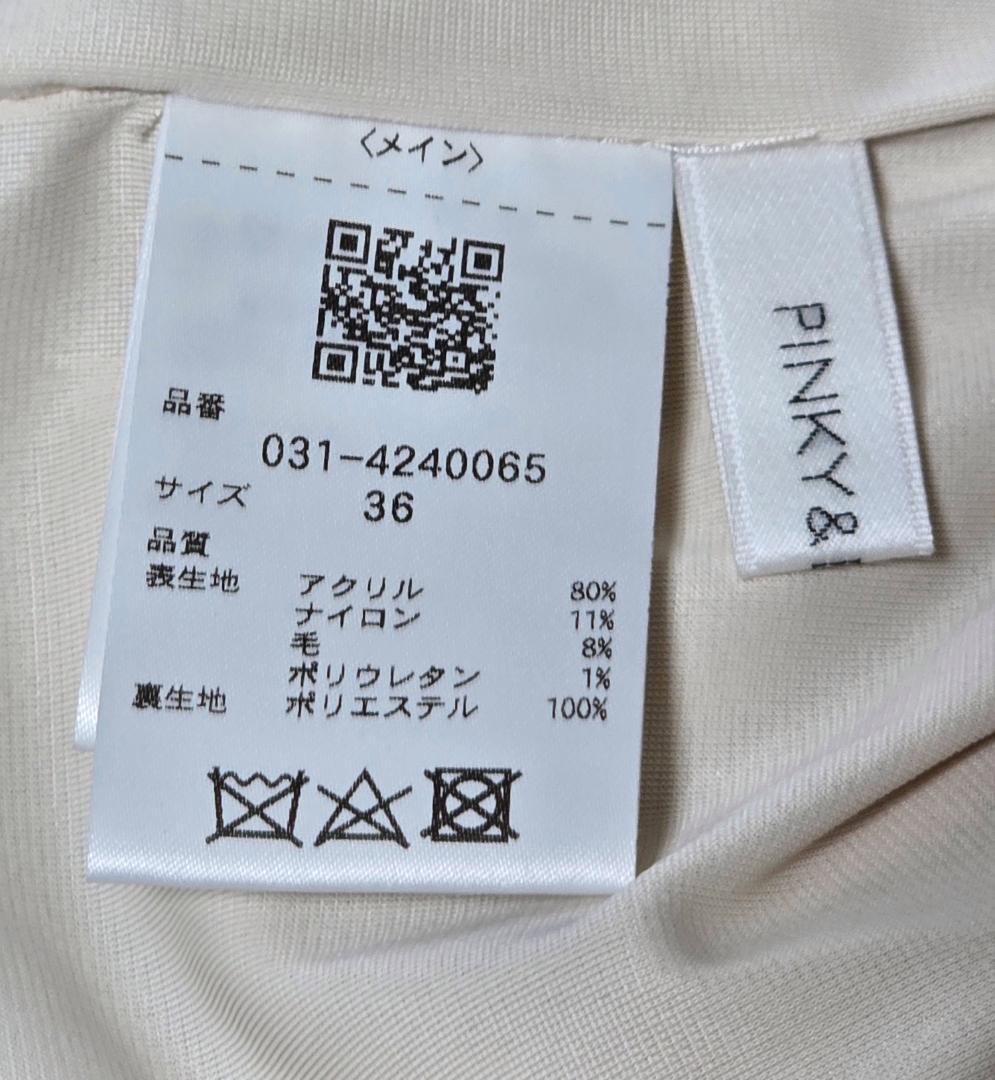 〈メイン〉
品番
031-4240065
サイズ 36
品質
表生地 アクリル 80%
ナイロン 11%
毛 8%
ポリウレタン 1%
裏生地 ポリエステル 100%
PINKY&